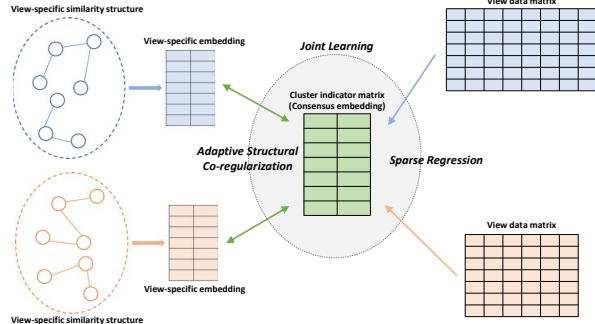 View-specific similarity structure
View data matrix
View-specific embedding
Joint Learning
Cluster indicator matrix
(Consensus embedding)
Adaptive Structural
Co-regularization
Sparse Regression
View data matrix
View-specific embedding
View-specific similarity structure